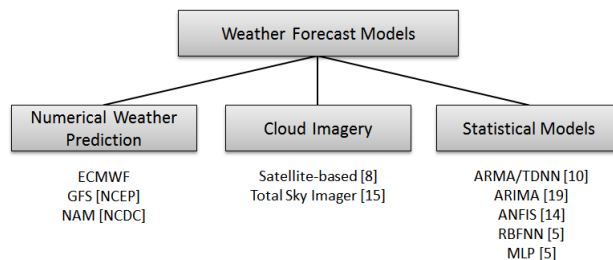 Weather Forecast Models
Numerical Weather
Prediction
ECMWF
GFS [NCEP]
NAM [NCDC]
Cloud Imagery
Satellite-based [8]
Total Sky Imager [15]
Statistical Models
ARMA/TDNN [10]
ARIMA [19]
ANFIS [14]
RBFNN [5]
MLP [5]